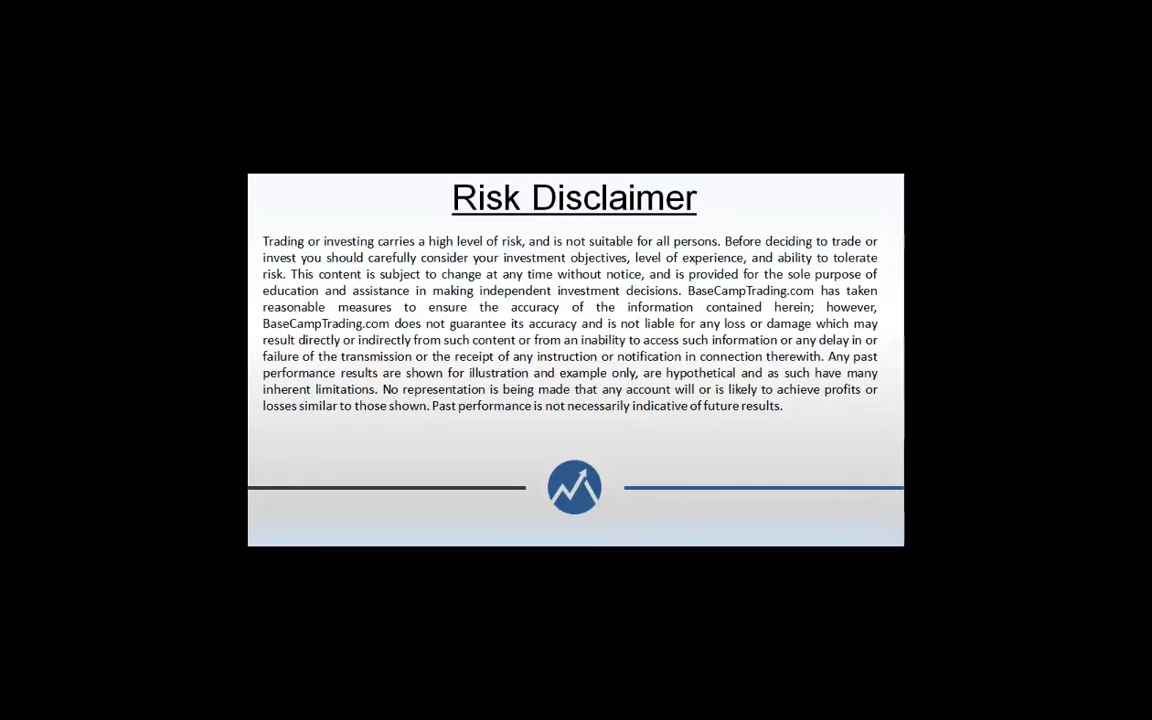 Risk Disclaimer
Trading or investing carries a high level of risk, and is not suitable for all persons. Before deciding to trade or
invest you should carefully consider your investment objectives, level of experience, and ability to tolerate
risk. This content is subject to change at any time without notice, and is provided for the sole purpose of
education and assistance in making independent investment decisions. BaseCampTrading.com has taken
reasonable measures to ensure the accuracy of the information contained herein; however,
BaseCampTrading.com does not guarantee its accuracy and is not liable for any loss or damage which may
result directly or indirectly from such content or from an inability to access such information or any delay in or
failure of the transmission or the receipt of any instruction or notification in connection therewith. Any past
performance results are shown for illustration and example only, are hypothetical and as such have many
inherent limitations. No representation is being made that any account will or is likely to achieve profits or
losses similar to those shown. Past performance is not necessarily indicative of future results.